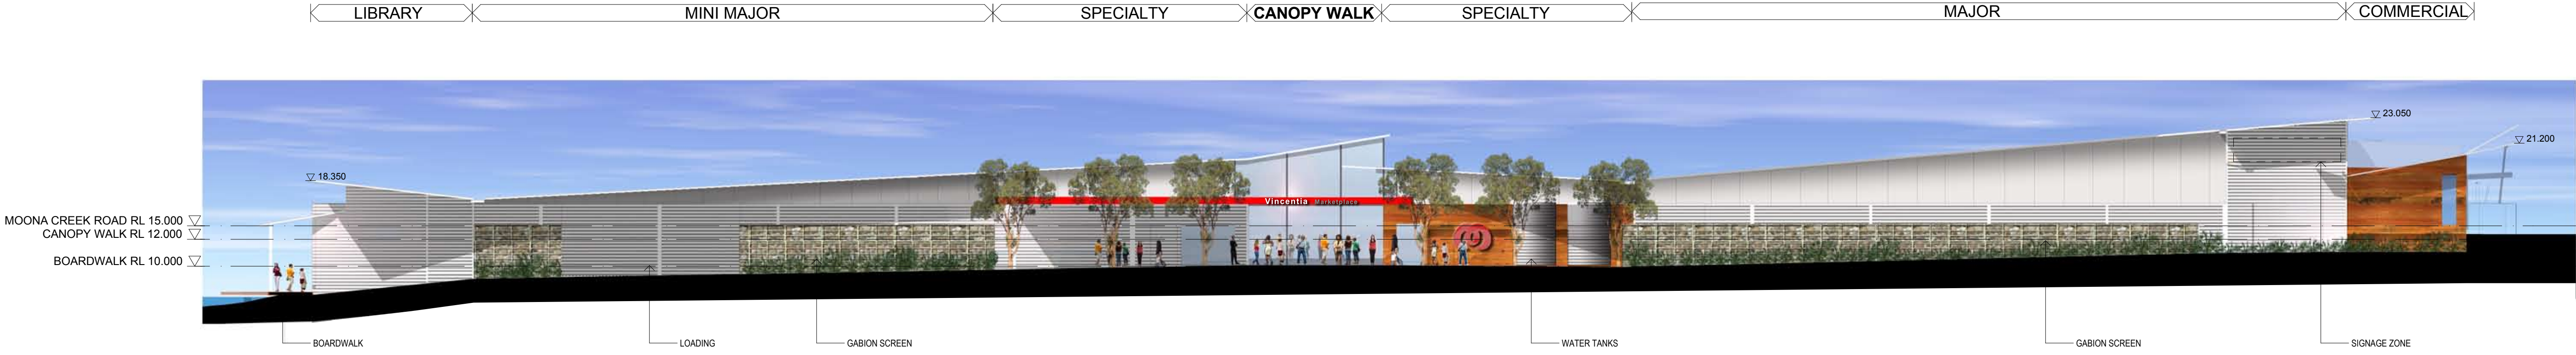 LIBRARY
MINI MAJOR
SPECIALTY
CANOPY WALK
SPECIALTY
MAJOR
COMMERCIAL
23.050
21.200
18.350
MOONA CREEK ROAD RL 15.000
CANOPY WALK RL 12.000
BOARDWALK RL 10.000
Vincentia Marketplace
BOARDWALK
LOADING
GABION SCREEN
WATER TANKS
GABION SCREEN
SIGNAGE ZONE